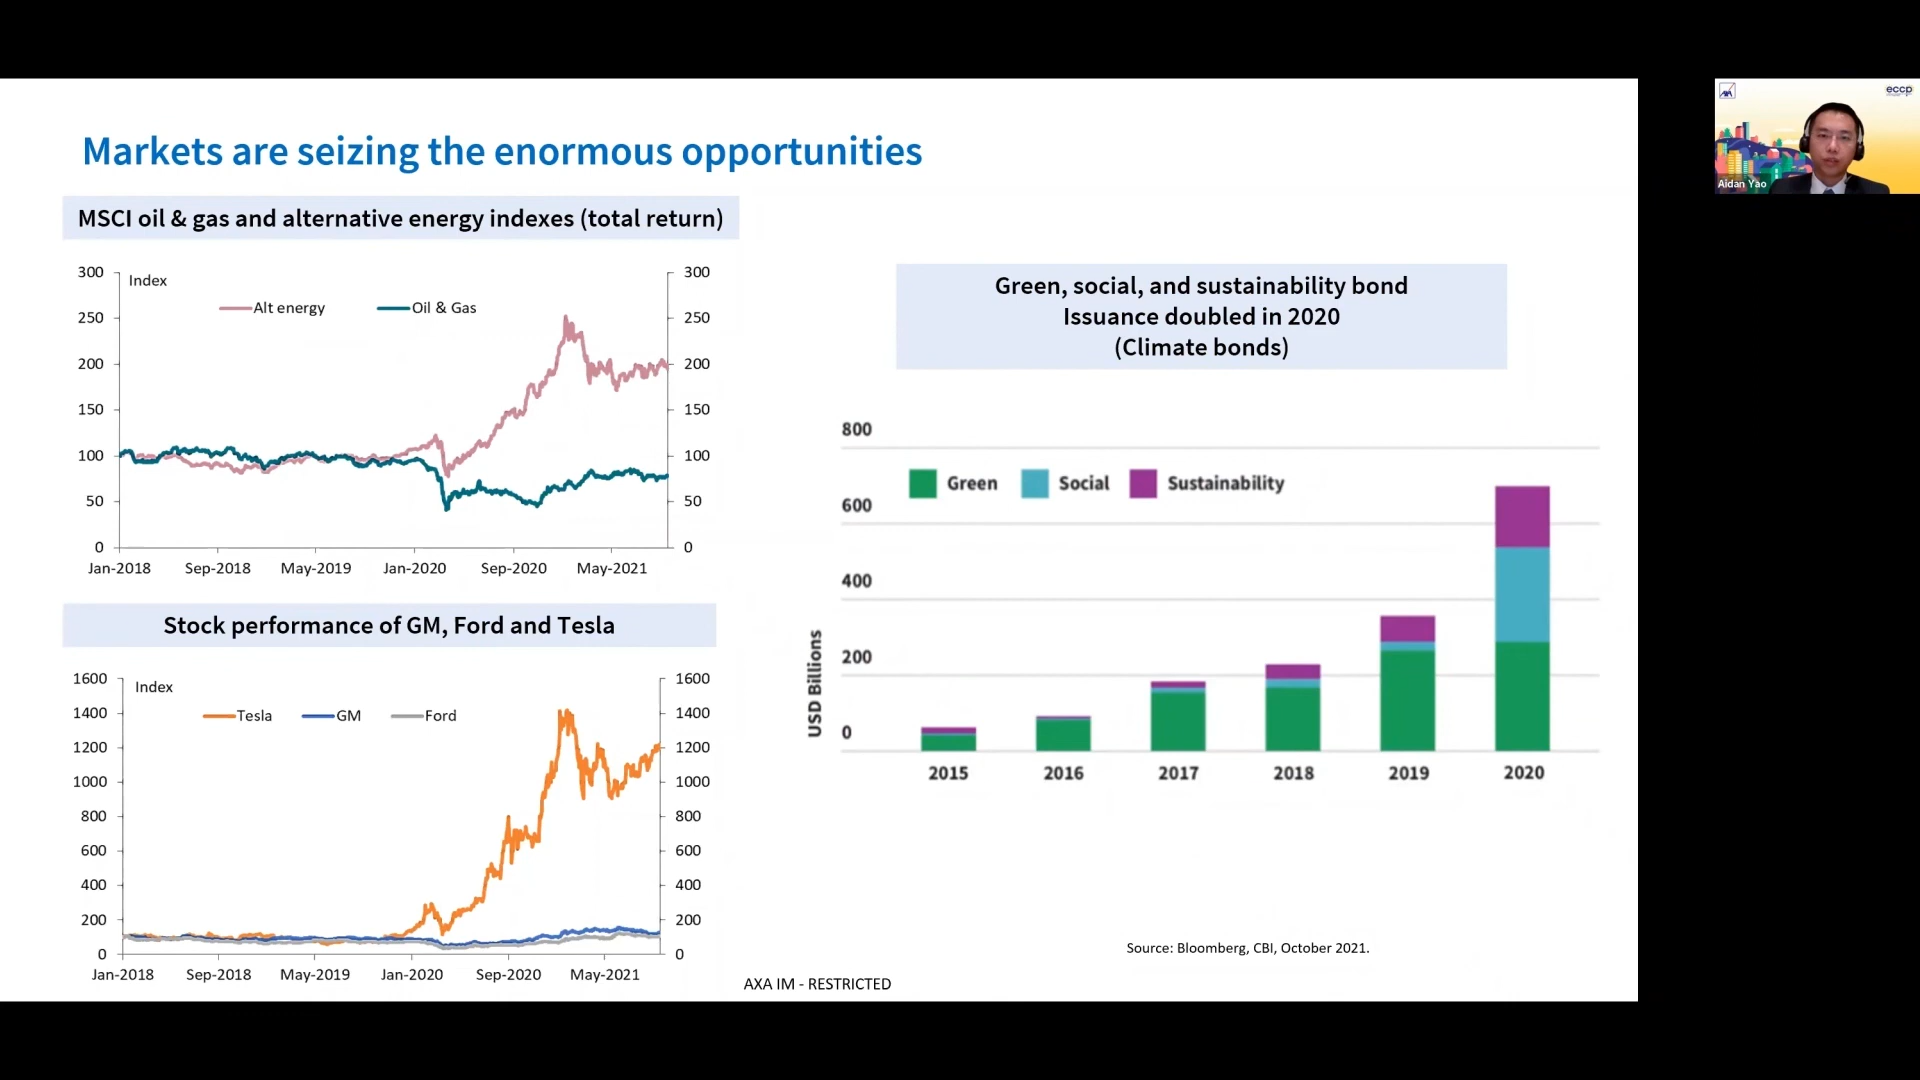 Markets are seizing the enormous opportunities
MSCI oil & gas and alternative energy indexes (total return)
300
250
200
150
100
50
0
Index
Alt energy
Oil & Gas
300
250
200
150
100
50
0
Jan-2018
Sep-2018
May-2019
Jan-2020
Sep-2020
May-2021
Stock performance of GM, Ford and Tesla
1600
1400
1200
1000
800
600
400
200
0
Index
Tesla
GM
Ford
1600
1400
1200
1000
800
600
400
200
0
Jan-2018
Sep-2018
May-2019
Jan-2020
Sep-2020
May-2021
Green, social, and sustainability bond
Issuance doubled in 2020
(Climate bonds)
800
600
400
200
0
USD Billions
Green
Social
Sustainability
2015
2016
2017
2018
2019
2020
Source: Bloomberg, CBI, October 2021.
AXA IM - RESTRICTED
AXA
eccp
Aidan Yao